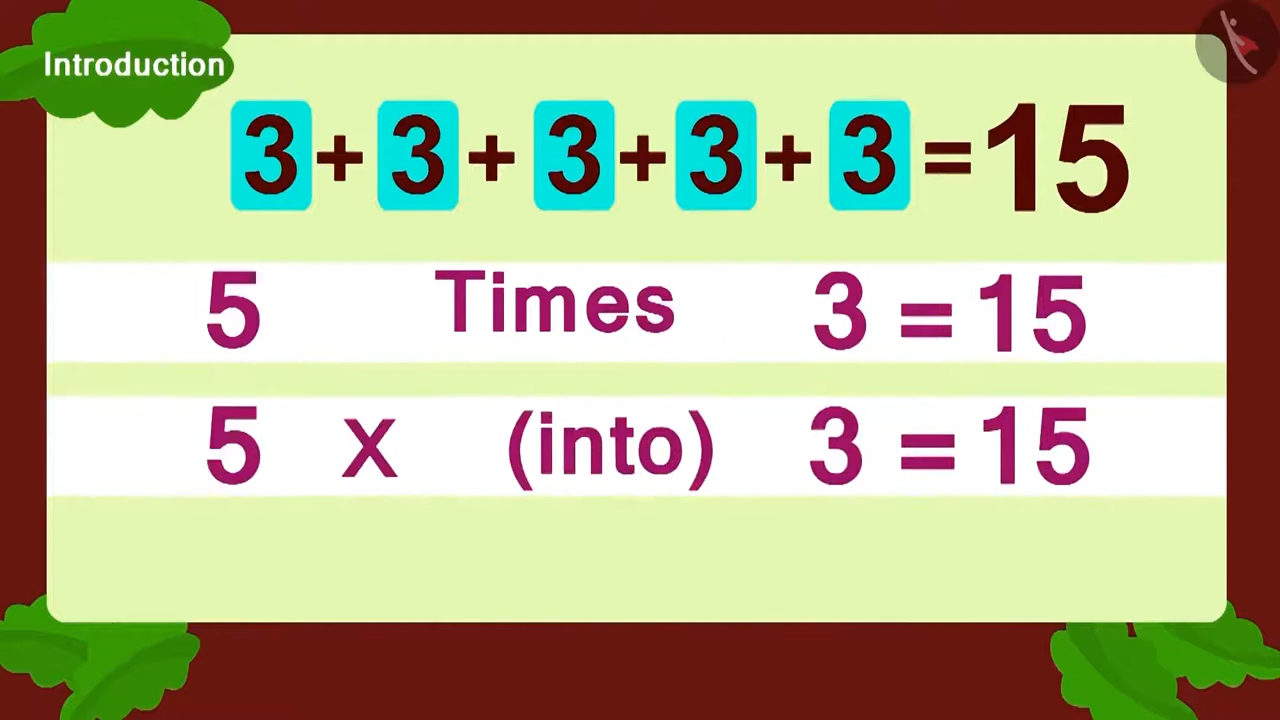 Introduction
3 + 3 + 3 + 3 + 3 = 15
5 Times 3 = 15
5 x (into) 3 = 15